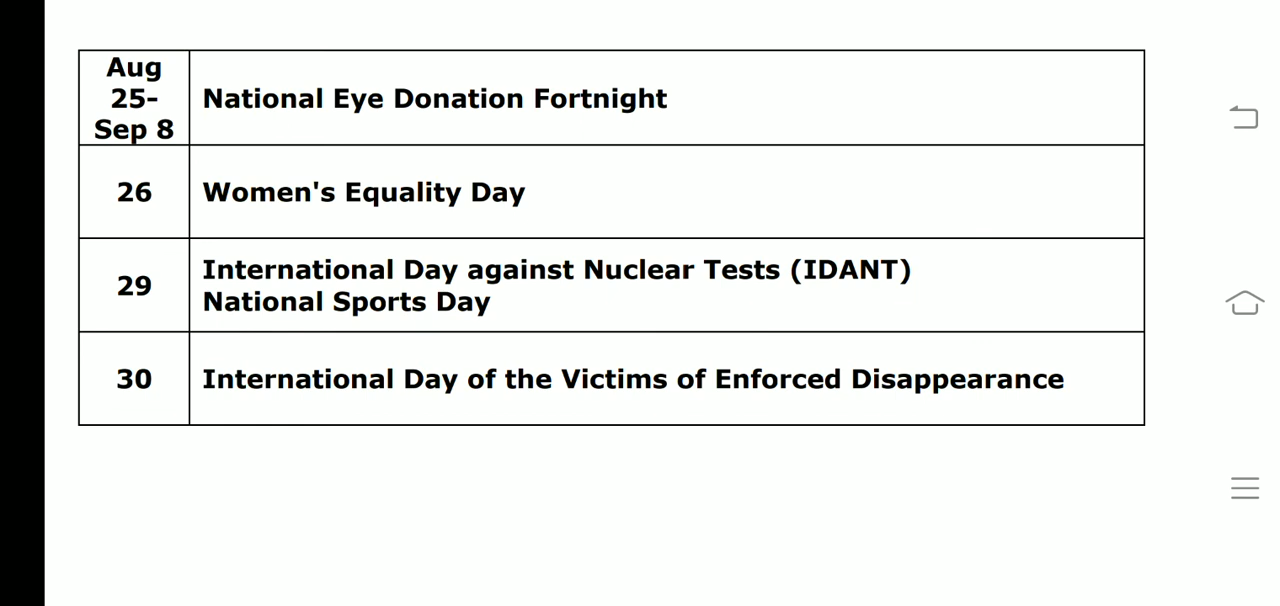 Aug
25-
Sep 8
National Eye Donation Fortnight
26
Women's Equality Day
29
International Day against Nuclear Tests (IDANT)
National Sports Day
30
International Day of the Victims of Enforced Disappearance